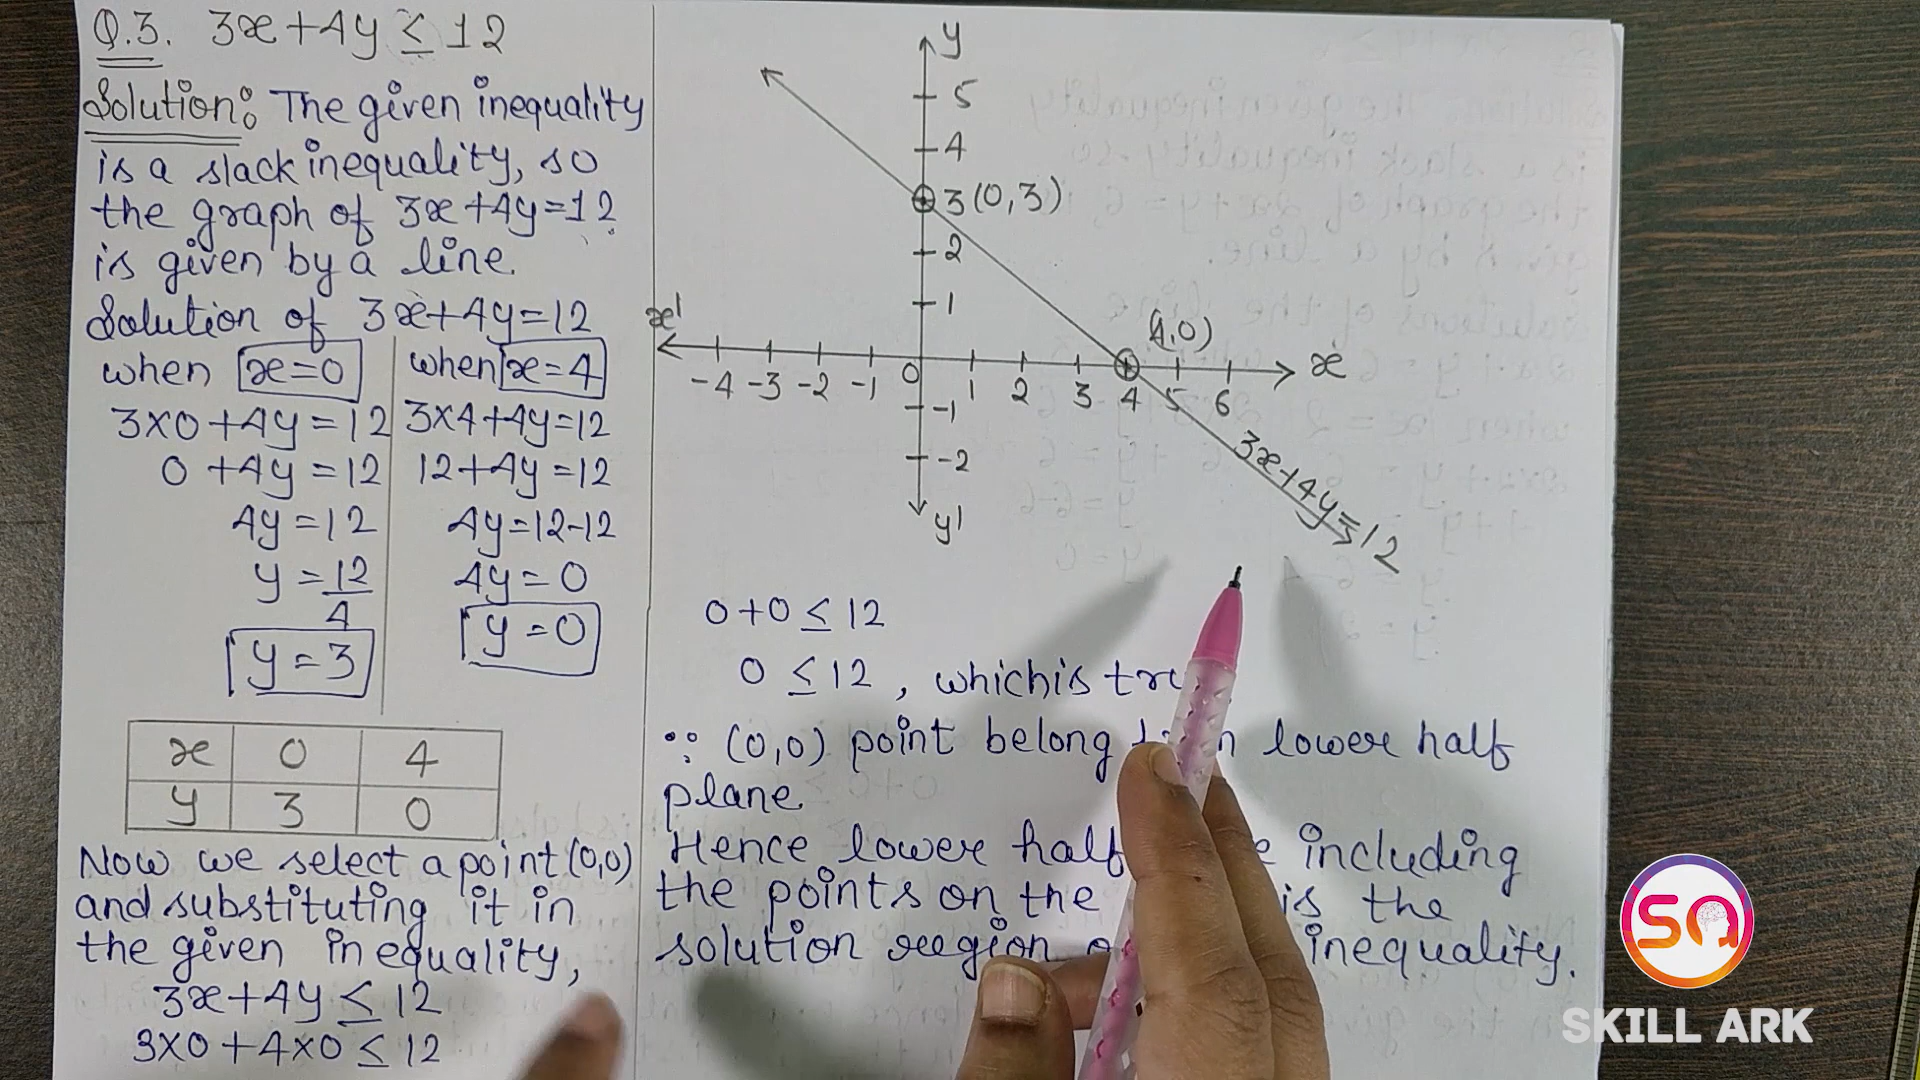 Q.3. 3x+4y ≤ 12
Solution: The given inequality
is a slack inequality, so
the graph of 3x+4y=12
is given by a line.
Solution of 3x+4y=12
when x=0
3×0+4y=12
0+4y=12
4y=12
y=12/4
y=3
when x=4
3×4+4y=12
12+4y=12
4y=12-12
4y=0
y=0
x 0 4
y 3 0
Now we select a point (0,0)
and substituting it in
the given inequality,
3x+4y ≤ 12
3×0+4×0 ≤ 12
y
5
4
3 (0,3)
2
1
(4,0)
x'
x
-4 -3 -2 -1 0 1 2 3 4 5 6
-1
-2
y'
3x+4y=12
0+0 ≤ 12
0 ≤ 12, which is
∵ (0,0) point belong lower half
plane
Hence lower half including
the points on the is the
solution region inequality.
SKILL ARK